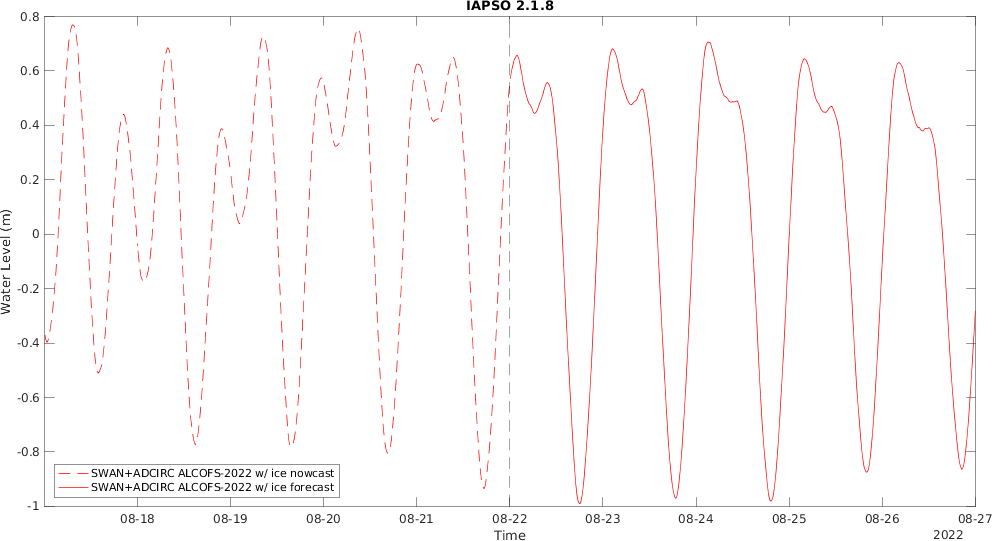 IAPSO 2.1.8
0.8
0.6
0.4
0.2
0
-0.2
-0.4
-0.6
-0.8
-1
Water Level (m)
SWAN+ADCIRC ALCOFS-2022 w/ ice nowcast
SWAN+ADCIRC ALCOFS-2022 w/ ice forecast
08-18 08-19 08-20 08-21 08-22 08-23 08-24 08-25 08-26 08-27
Time
2022